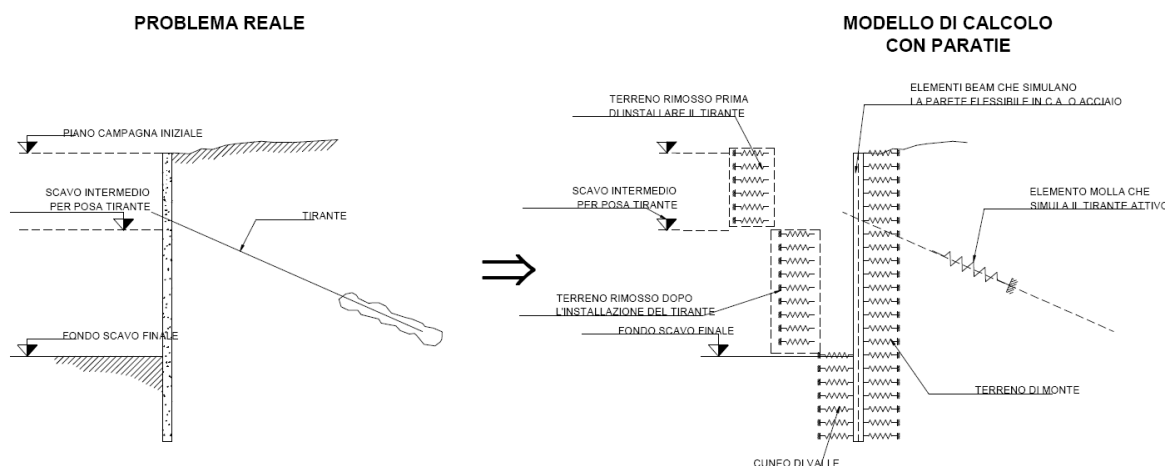 PROBLEMA REALE
PIANO CAMPAGNA INIZIALE
SCAVO INTERMEDIO
PER POSA TIRANTE
TIRANTE
FONDO SCAVO FINALE
MODELLO DI CALCOLO
CON PARATIE
ELEMENTI BEAM CHE SIMULANO
LA PARETE FLESSIBILE IN C.A. O ACCIAIO
TERRENO RIMOSSO PRIMA
DI INSTALLARE IL TIRANTE
SCAVO INTERMEDIO
PER POSA TIRANTE
ELEMENTO MOLLA CHE
SIMULA IL TIRANTE ATTIVO
TERRENO RIMOSSO DOPO
L'INSTALLAZIONE DEL TIRANTE
FONDO SCAVO FINALE
TERRENO DI MONTE
CUNEO DI VALLE